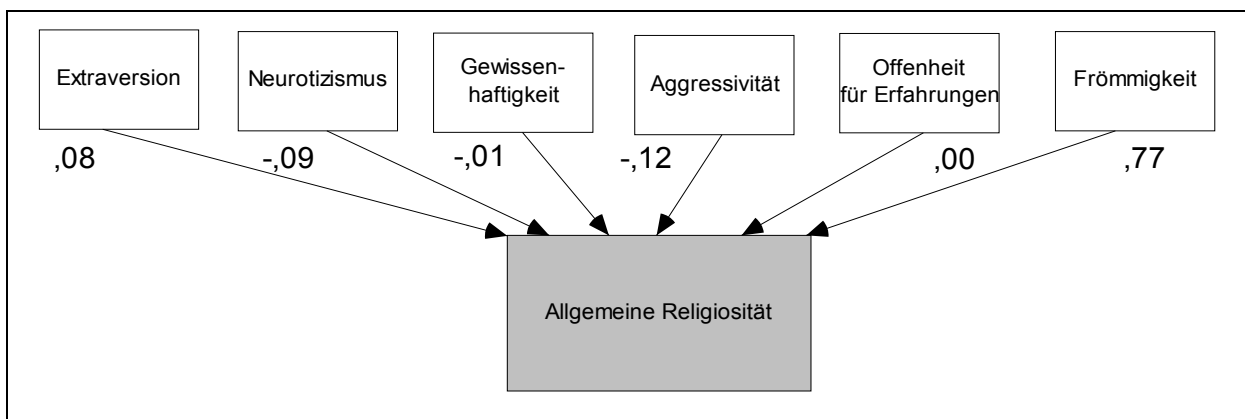 Extraversion
Neurotizismus
Gewissen-
haftigkeit
Aggressivität
Offenheit
für Erfahrungen
Frömmigkeit
,08
-,09
-,01
-,12
,00
,77
Allgemeine Religiosität